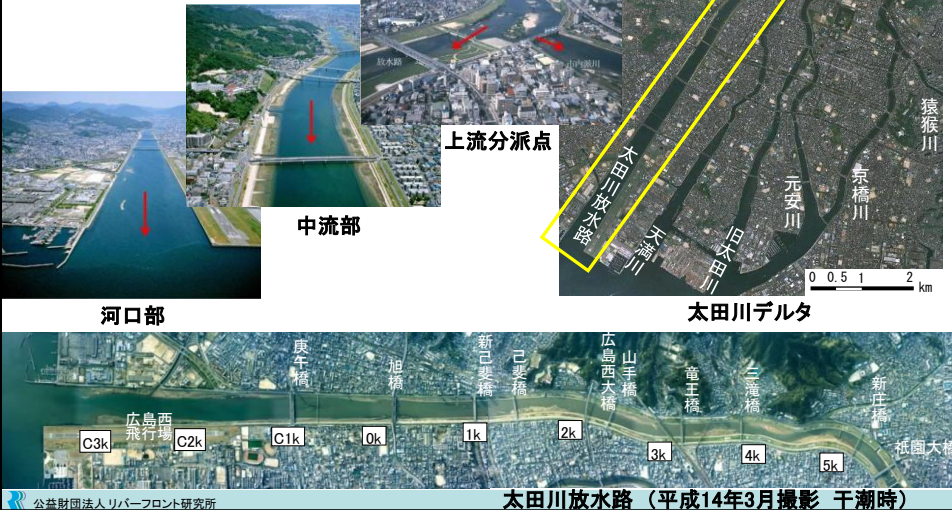 放水路
市内派川
上流分派点
中流部
河口部
猿猴川
京橋川
元安川
旧太田川
天満川
太田川放水路
0 0.5 1 2 km
太田川デルタ
庚午橋
旭橋
新己斐橋
己斐橋
広島西大橋
山手橋
竜王橋
三滝橋
新庄橋
祇園大橋
広島西
飛行場
C3k
C2k
C1k
0k
1k
2k
3k
4k
5k
公益財団法人リバーフロント研究所
太田川放水路（平成14年3月撮影 干潮時）